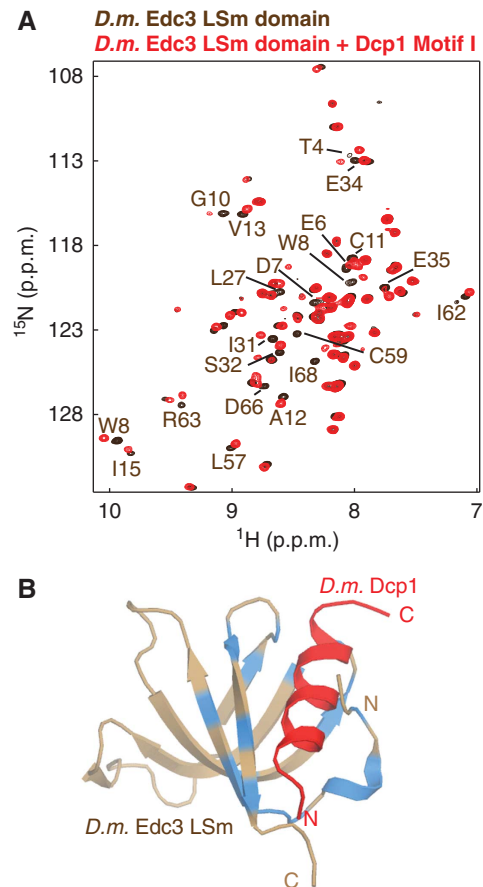 A
D.m. Edc3 LSm domain
D.m. Edc3 LSm domain + Dcp1 Motif I
108
113
118
123
128
15N (p.p.m.)
T4
E34
G10
V13
E6
C11
W8
D7
E35
L27
I62
I31
C59
S32
I68
D66
A12
R63
W8
I15
L57
10
9
8
7
1H (p.p.m.)
B
D.m. Dcp1
C
N
D.m. Edc3 LSm
N
C